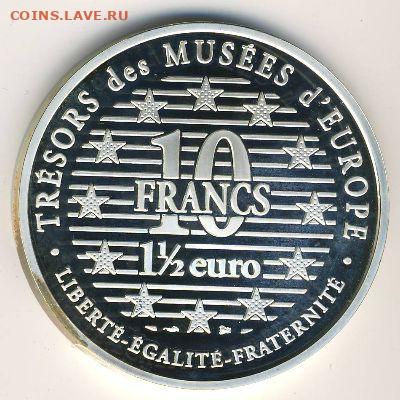 COINS.LAVE.RU
TRÉSORS des MUSÉES d'EUROPE
10
FRANCS
1½ euro
· LIBERTÉ-ÉGALITÉ-FRATERNITÉ ·